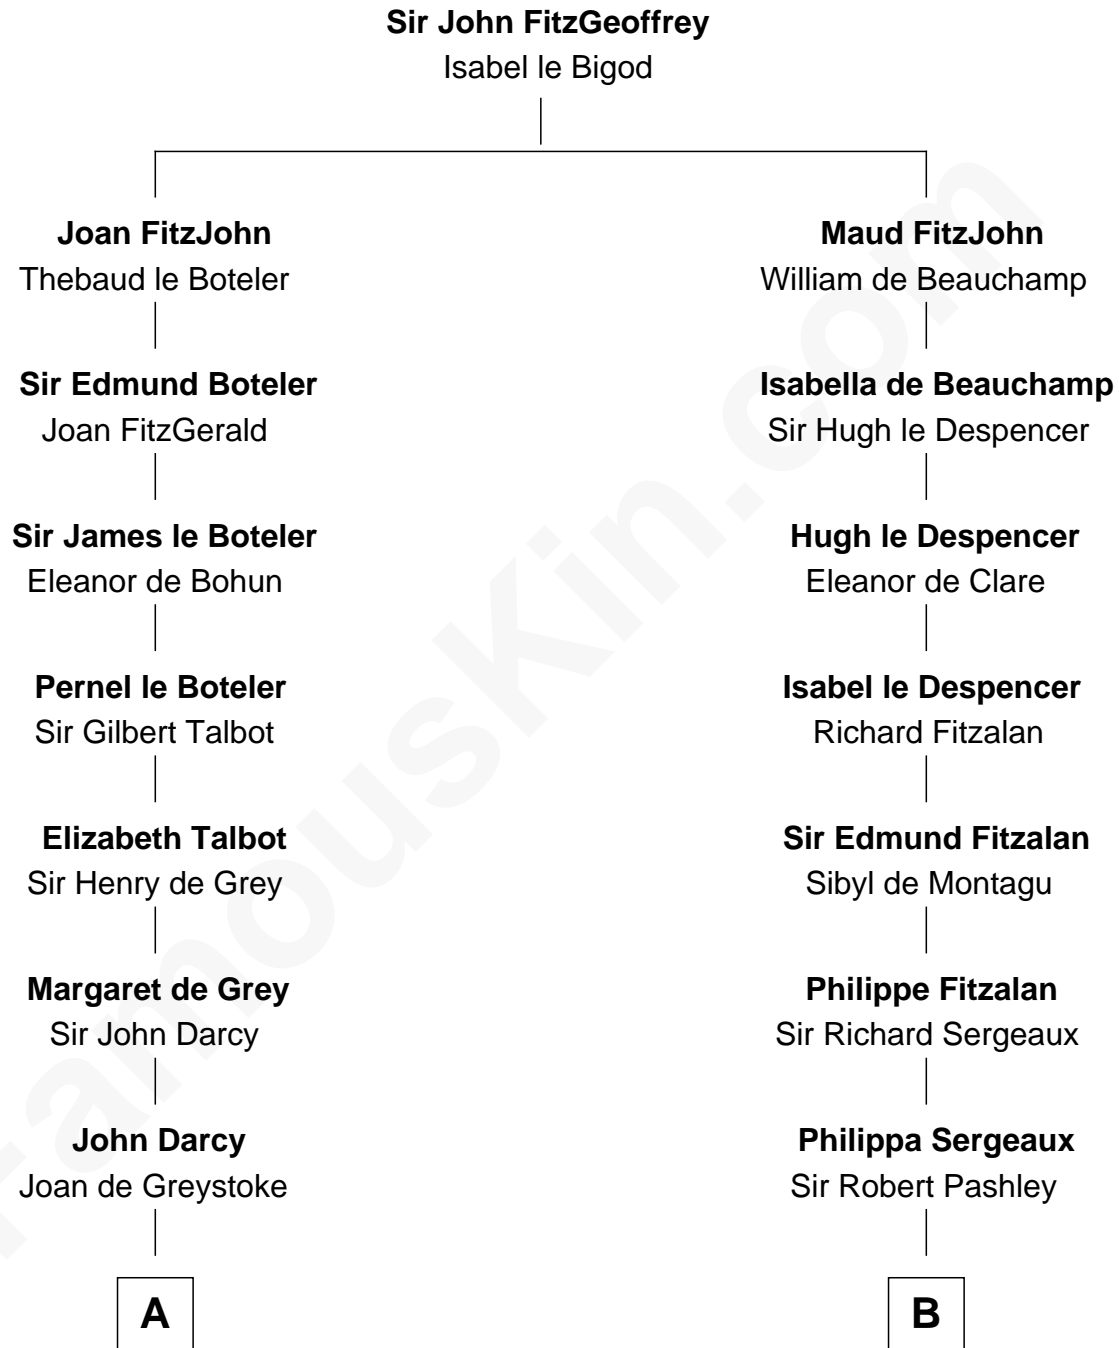 Sir John FitzGeoffrey
Isabel le Bigod
Joan FitzJohn
Thebaud le Boteler
Maud FitzJohn
William de Beauchamp
Sir Edmund Boteler
Joan FitzGerald
Isabella de Beauchamp
Sir Hugh le Despencer
Sir James le Boteler
Eleanor de Bohun
Hugh le Despencer
Eleanor de Clare
Pernel le Boteler
Sir Gilbert Talbot
Isabel le Despencer
Richard Fitzalan
Elizabeth Talbot
Sir Henry de Grey
Sir Edmund Fitzalan
Sibyl de Montagu
Margaret de Grey
Sir John Darcy
Philippe Fitzalan
Sir Richard Sergeaux
John Darcy
Joan de Greystoke
Philippa Sergeaux
Sir Robert Pashley
A
B
FamousKin.com